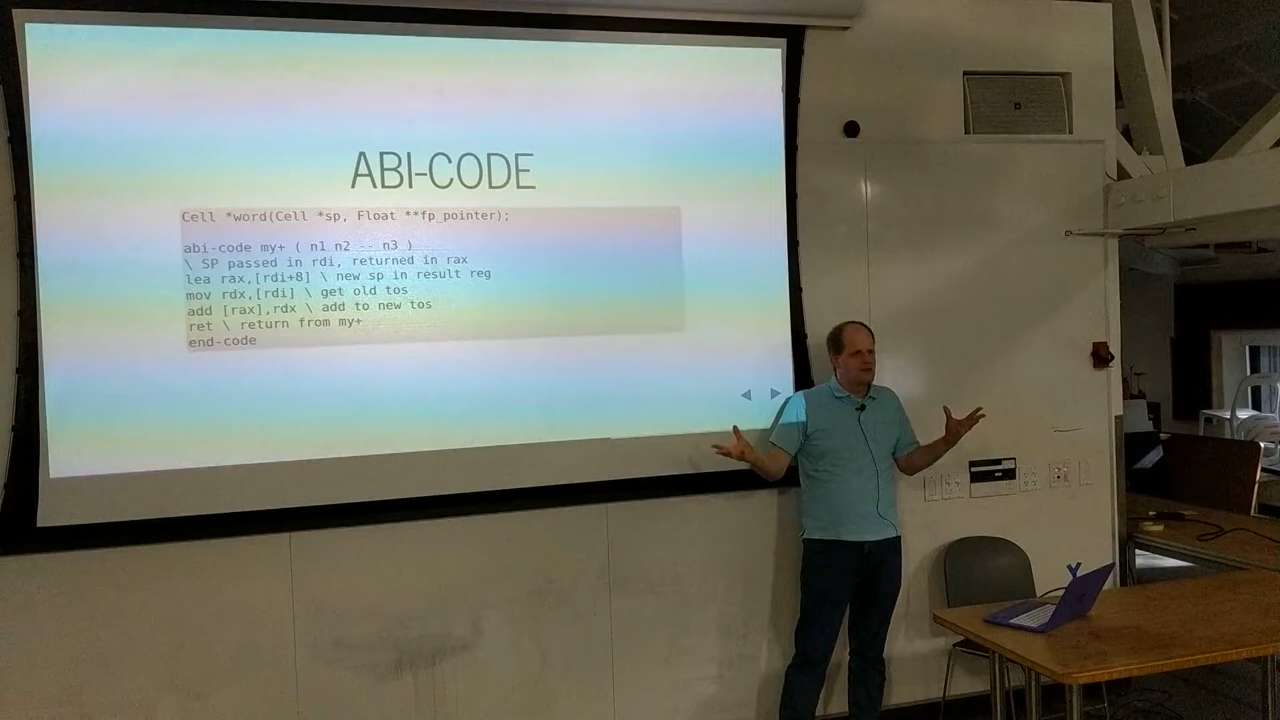 ABI-CODE
Cell *word(Cell *sp, Float **fp_pointer);
abi-code my+ ( n1 n2 -- n3 )
\ SP passed in rdi, returned in rax
lea rax,[rdi+8] \ new sp in result reg
mov rdx,[rdi] \ get old tos
add [rax],rdx \ add to new tos
ret \ return from my+
end-code